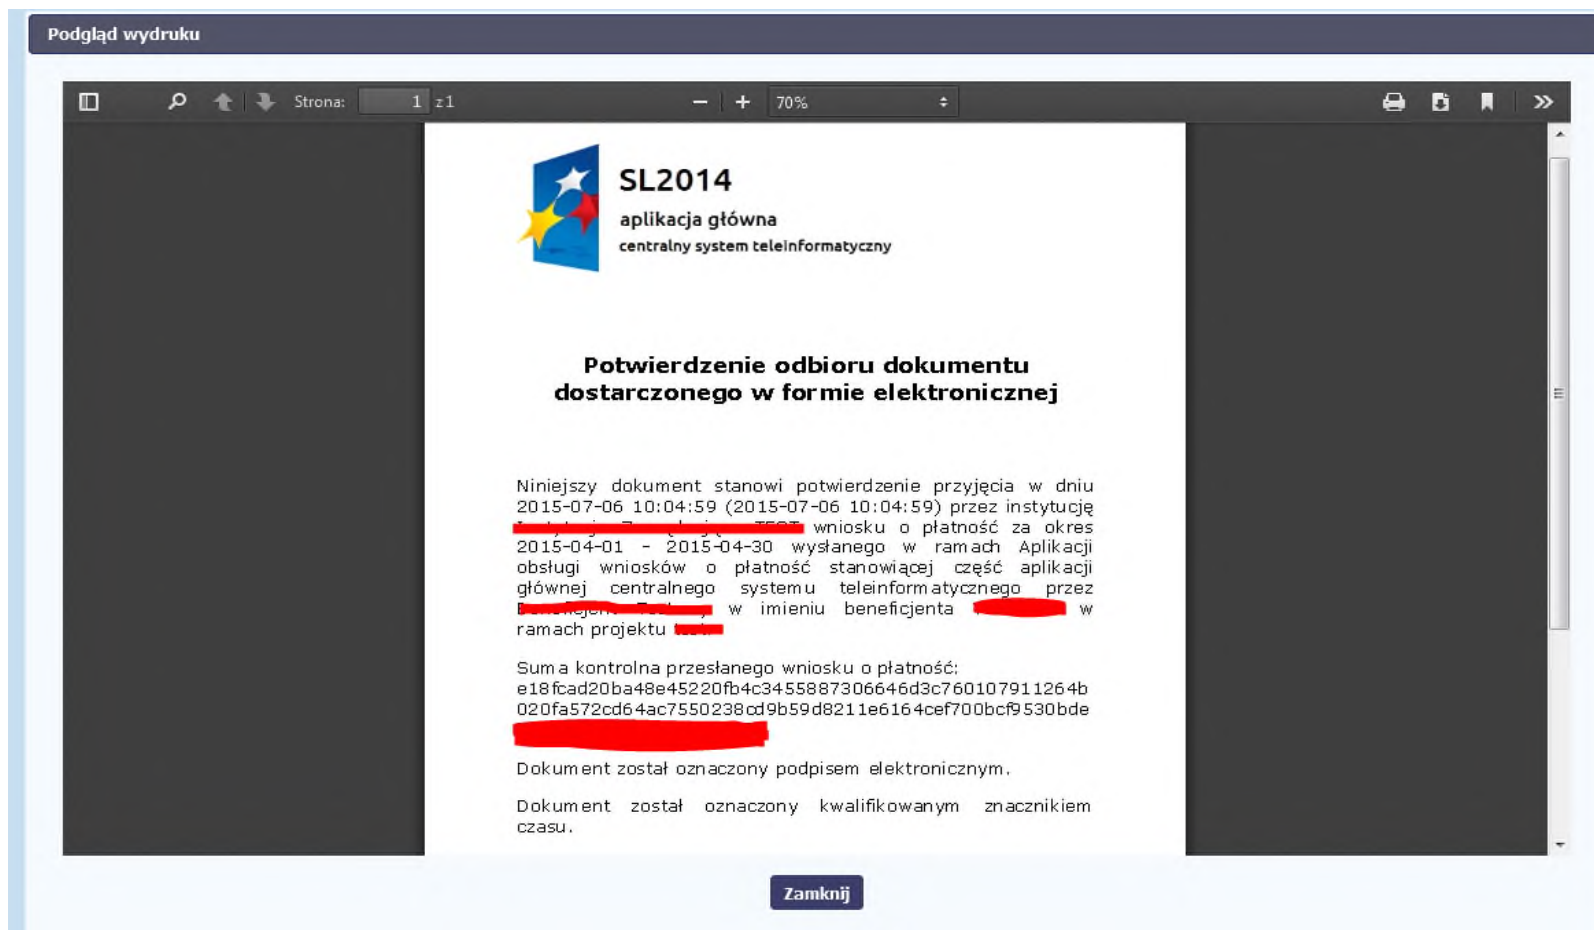 Podgląd wydruku
Strona: 1 z 1 70%
SL2014
aplikacja główna
centralny system teleinformatyczny
Potwierdzenie odbioru dokumentu
dostarczonego w formie elektronicznej
Niniejszy dokument stanowi potwierdzenie przyjęcia w dniu
2015-07-06 10:04:59 (2015-07-06 10:04:59) przez instytucję
wniosku o płatność za okres
2015-04-01 - 2015-04-30 wysłanego w ramach Aplikacji
obsługi wniosków o płatność stanowiącej część aplikacji
głównej centralnego systemu teleinformatycznego przez
w imieniu beneficjenta w
ramach projektu
Suma kontrolna przesłanego wniosku o płatność:
e18fcad20ba48e45220fb4c3455887306646d3c760107911264b
020fa572cd64ac7550238cd9b59d8211e6164cef700bcf9530bde
Dokument został oznaczony podpisem elektronicznym.
Dokument został oznaczony kwalifikowanym znacznikiem
czasu.
Zamknij